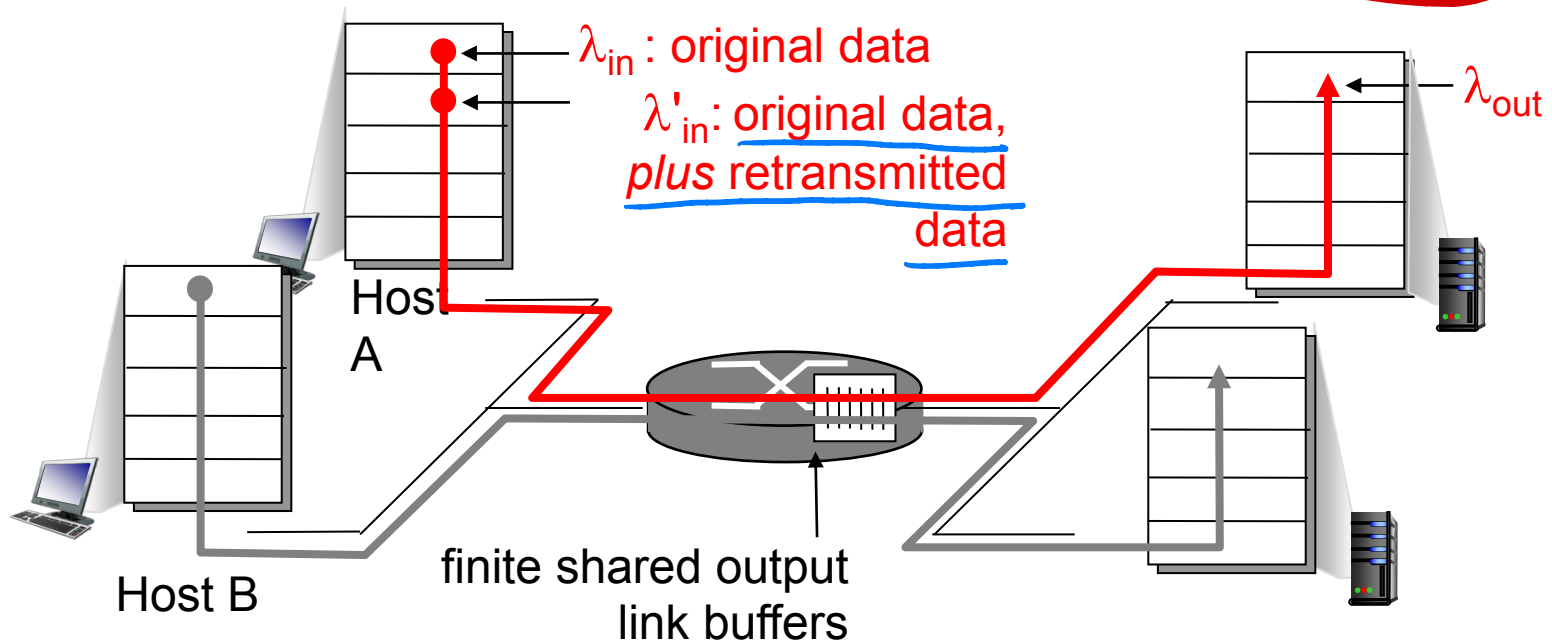 λin : original data
λ'in: original data,
plus retransmitted
data
λout
Host
A
Host B
finite shared output
link buffers